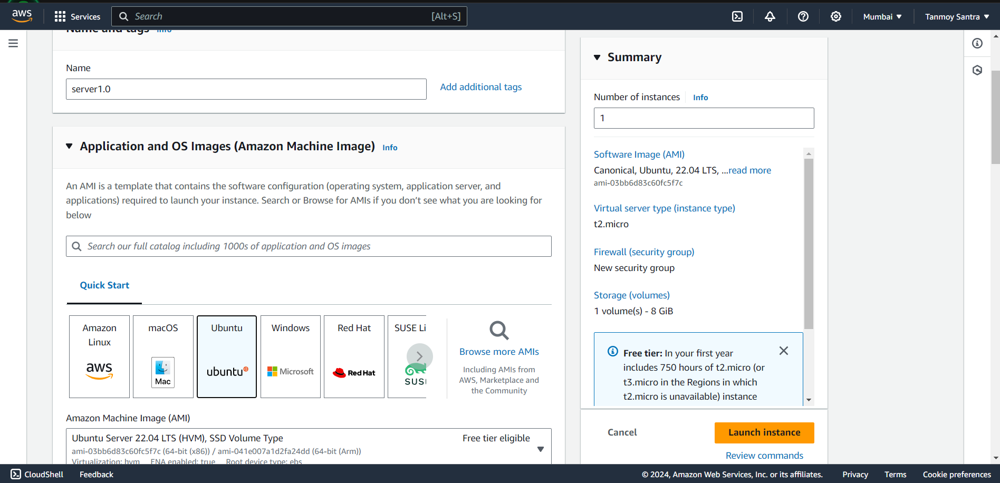 aws
Services
Search
[Alt+S]
Mumbai
Tanmoy Santra
Name and tags Info
Name
server1.0
Add additional tags
Application and OS Images (Amazon Machine Image) Info
An AMI is a template that contains the software configuration (operating system, application server, and
applications) required to launch your instance. Search or Browse for AMIs if you don’t see what you are looking for
below
Search our full catalog including 1000s of application and OS images
Quick Start
Amazon
Linux
aws
macOS
Mac
Ubuntu
ubuntu
Windows
Microsoft
Red Hat
Red Hat
SUSE Li
SUS
Browse more AMIs
Including AMIs from
AWS, Marketplace and
the Community
Amazon Machine Image (AMI)
Ubuntu Server 22.04 LTS (HVM), SSD Volume Type
Free tier eligible
ami-03bb6d83c60fc5f7c (64-bit (x86)) / ami-041e007a1d2fa24dd (64-bit (Arm))
Virtualization: hvm ENA enabled: true Root device type: ebs
Summary
Number of instances Info
1
Software Image (AMI)
Canonical, Ubuntu, 22.04 LTS, ...read more
ami-03bb6d83c60fc5f7c
Virtual server type (instance type)
t2.micro
Firewall (security group)
New security group
Storage (volumes)
1 volume(s) - 8 GiB
Free tier: In your first year
includes 750 hours of t2.micro (or
t3.micro in the Regions in which
t2.micro is unavailable) instance
Cancel
Launch instance
Review commands
CloudShell
Feedback
© 2024, Amazon Web Services, Inc. or its affiliates.
Privacy
Terms
Cookie preferences